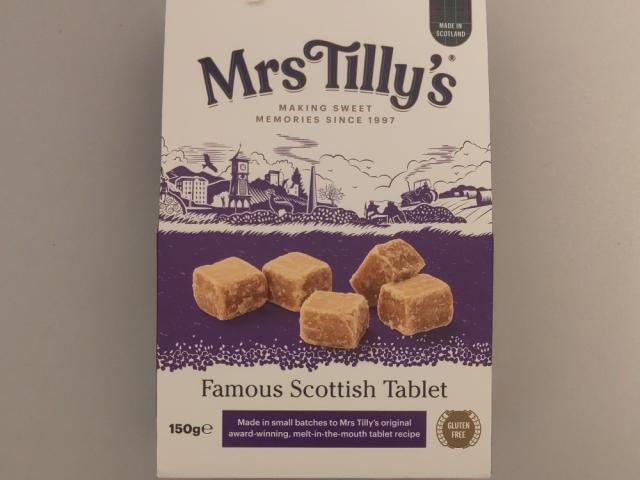 MADE IN
SCOTLAND
Mrs Tilly's®
MAKING SWEET
MEMORIES SINCE 1997
Famous Scottish Tablet
150g℮
Made in small batches to Mrs Tilly's original
award-winning, melt-in-the-mouth tablet recipe
GLUTEN
FREE